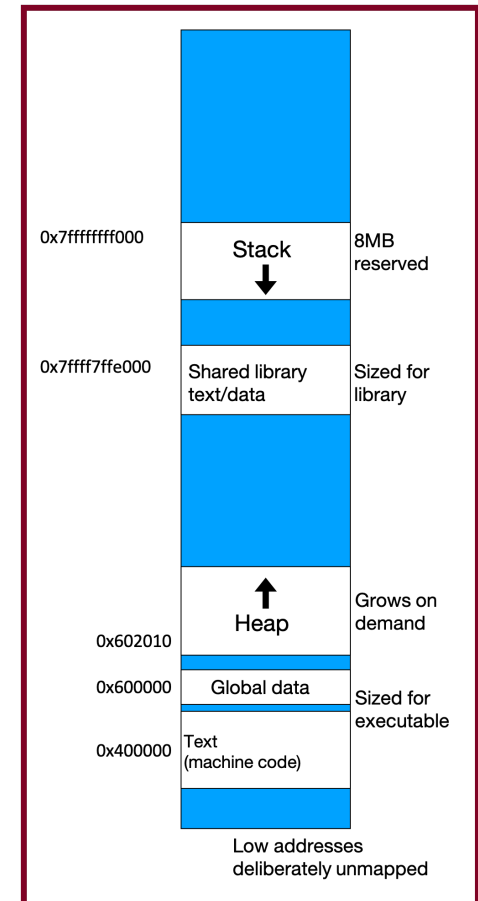 0x7ffffffff000
Stack
8MB
reserved
0x7ffff7ffe000
Shared library
text/data
Sized for
library
Heap
Grows on
demand
0x602010
0x600000
Global data
Sized for
executable
0x400000
Text
(machine code)
Low addresses
deliberately unmapped